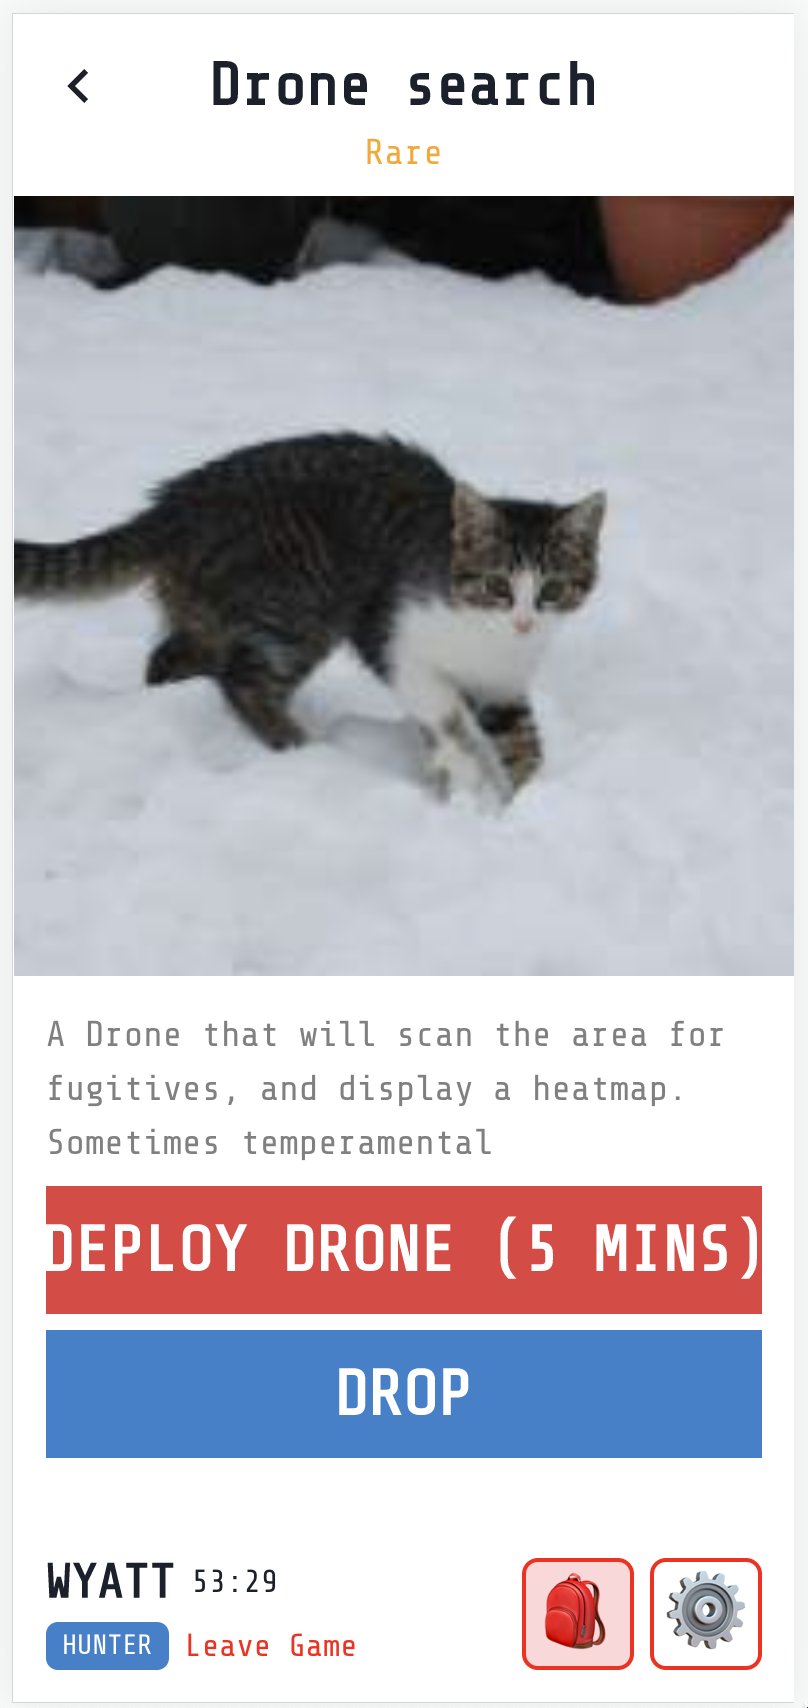 Drone search
Rare
A Drone that will scan the area for
fugitives, and display a heatmap.
Sometimes temperamental
DEPLOY DRONE (5 MINS)
DROP
WYATT 53:29
HUNTER Leave Game